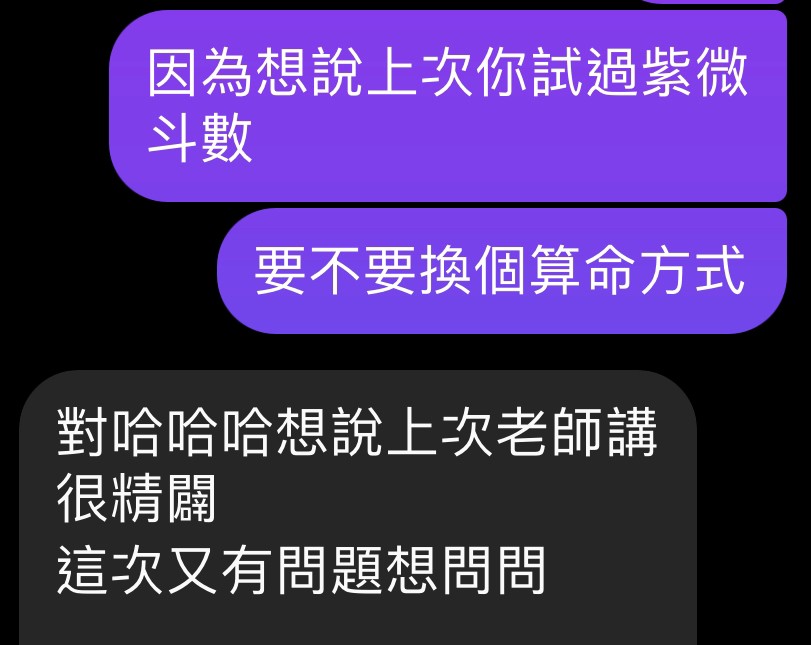 因為想說上次你試過紫微
斗數
要不要換個算命方式
對哈哈哈想說上次老師講
很精闢
這次又有問題想問問